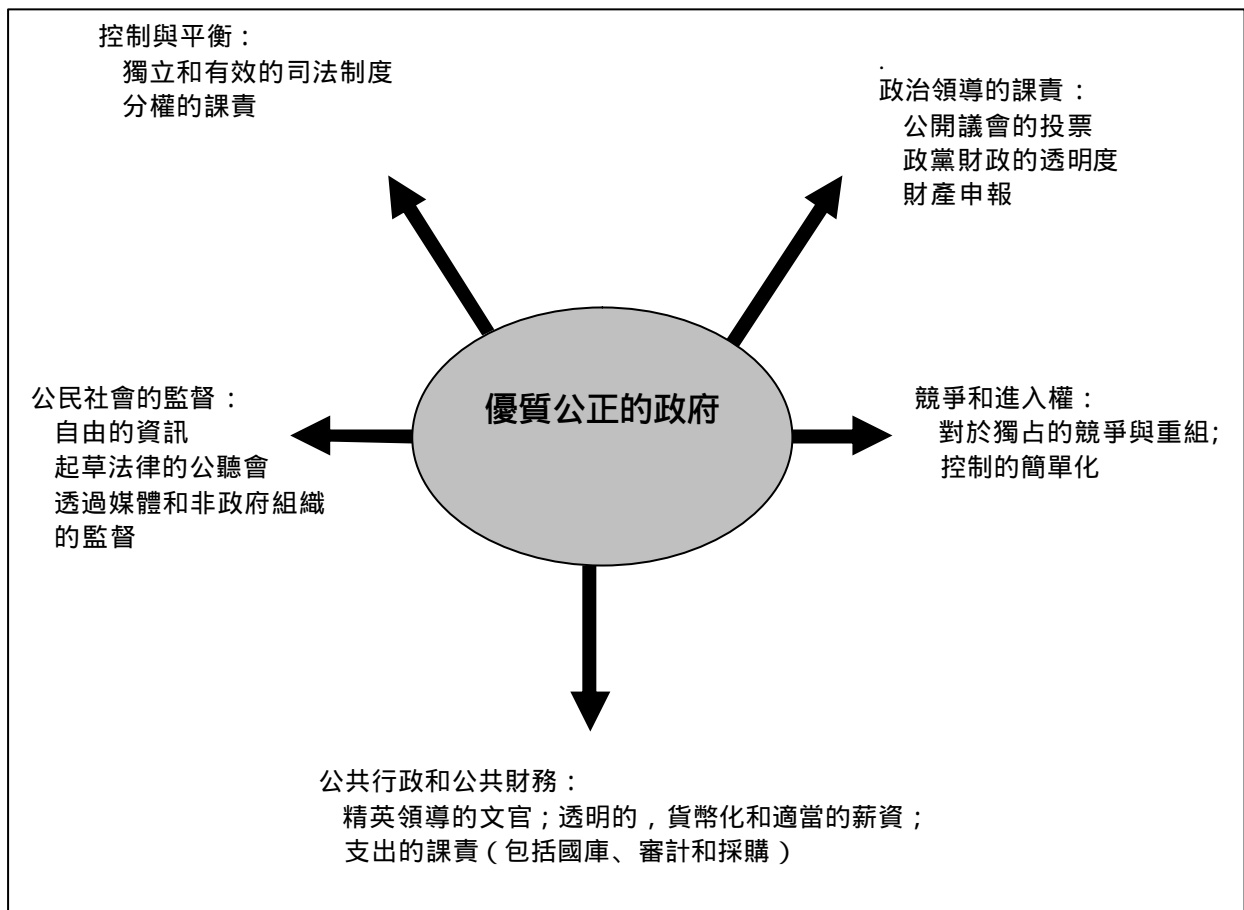 控制與平衡：
獨立和有效的司法制度
分權的課責
.
政治領導的課責：
公開議會的投票
政黨財政的透明度
財產申報
優質公正的政府
公民社會的監督：
自由的資訊
起草法律的公聽會
透過媒體和非政府組織
的監督
競爭和進入權：
對於獨占的競爭與重組;
控制的簡單化
公共行政和公共財務：
精英領導的文官；透明的，貨幣化和適當的薪資；
支出的課責（包括國庫、審計和採購）